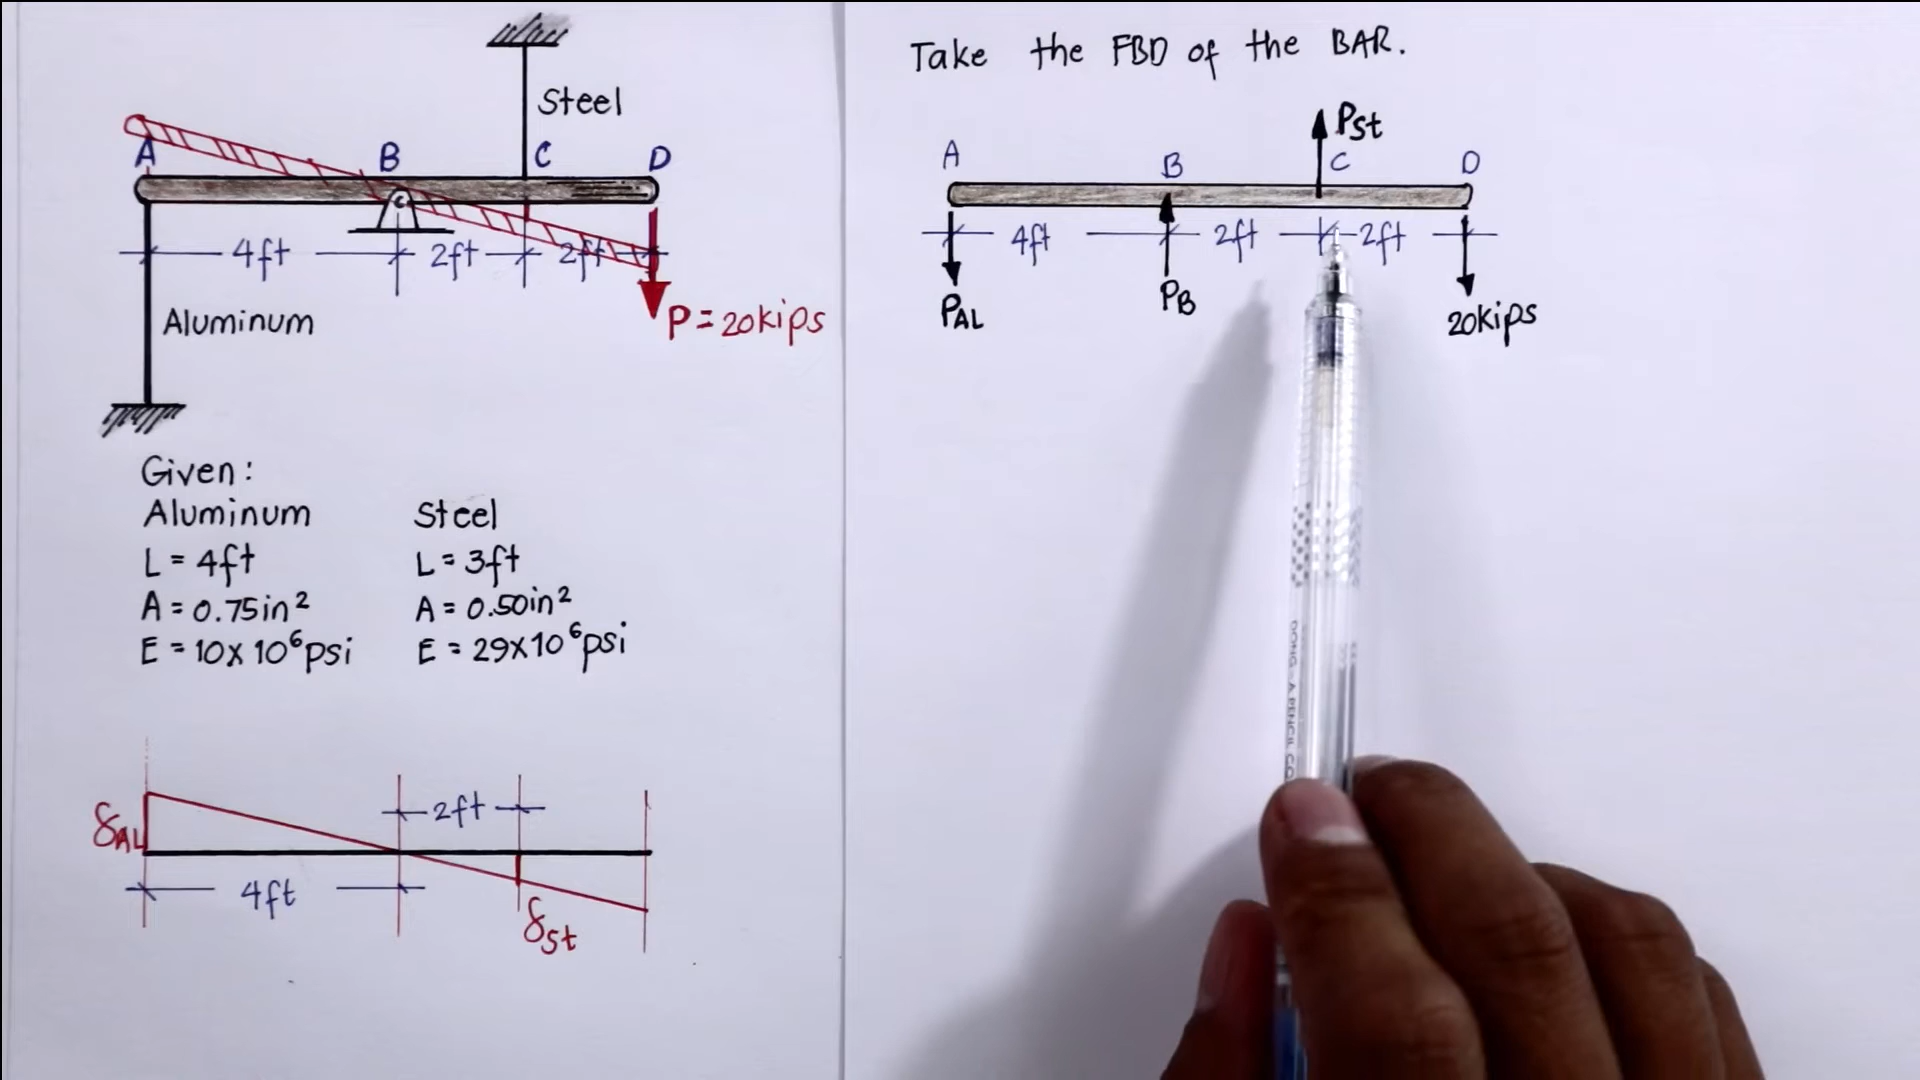 Steel
A B C D
4ft 2ft 2ft
Aluminum
P = 20kips
Given:
Aluminum Steel
L = 4ft L = 3ft
A = 0.75in² A = 0.50in²
E = 10x10⁶psi E = 29x10⁶psi
2ft
δAL
4ft
δst
Take the FBD of the BAR.
Pst
A B C D
4ft 2ft 2ft
PAL PB 20kips